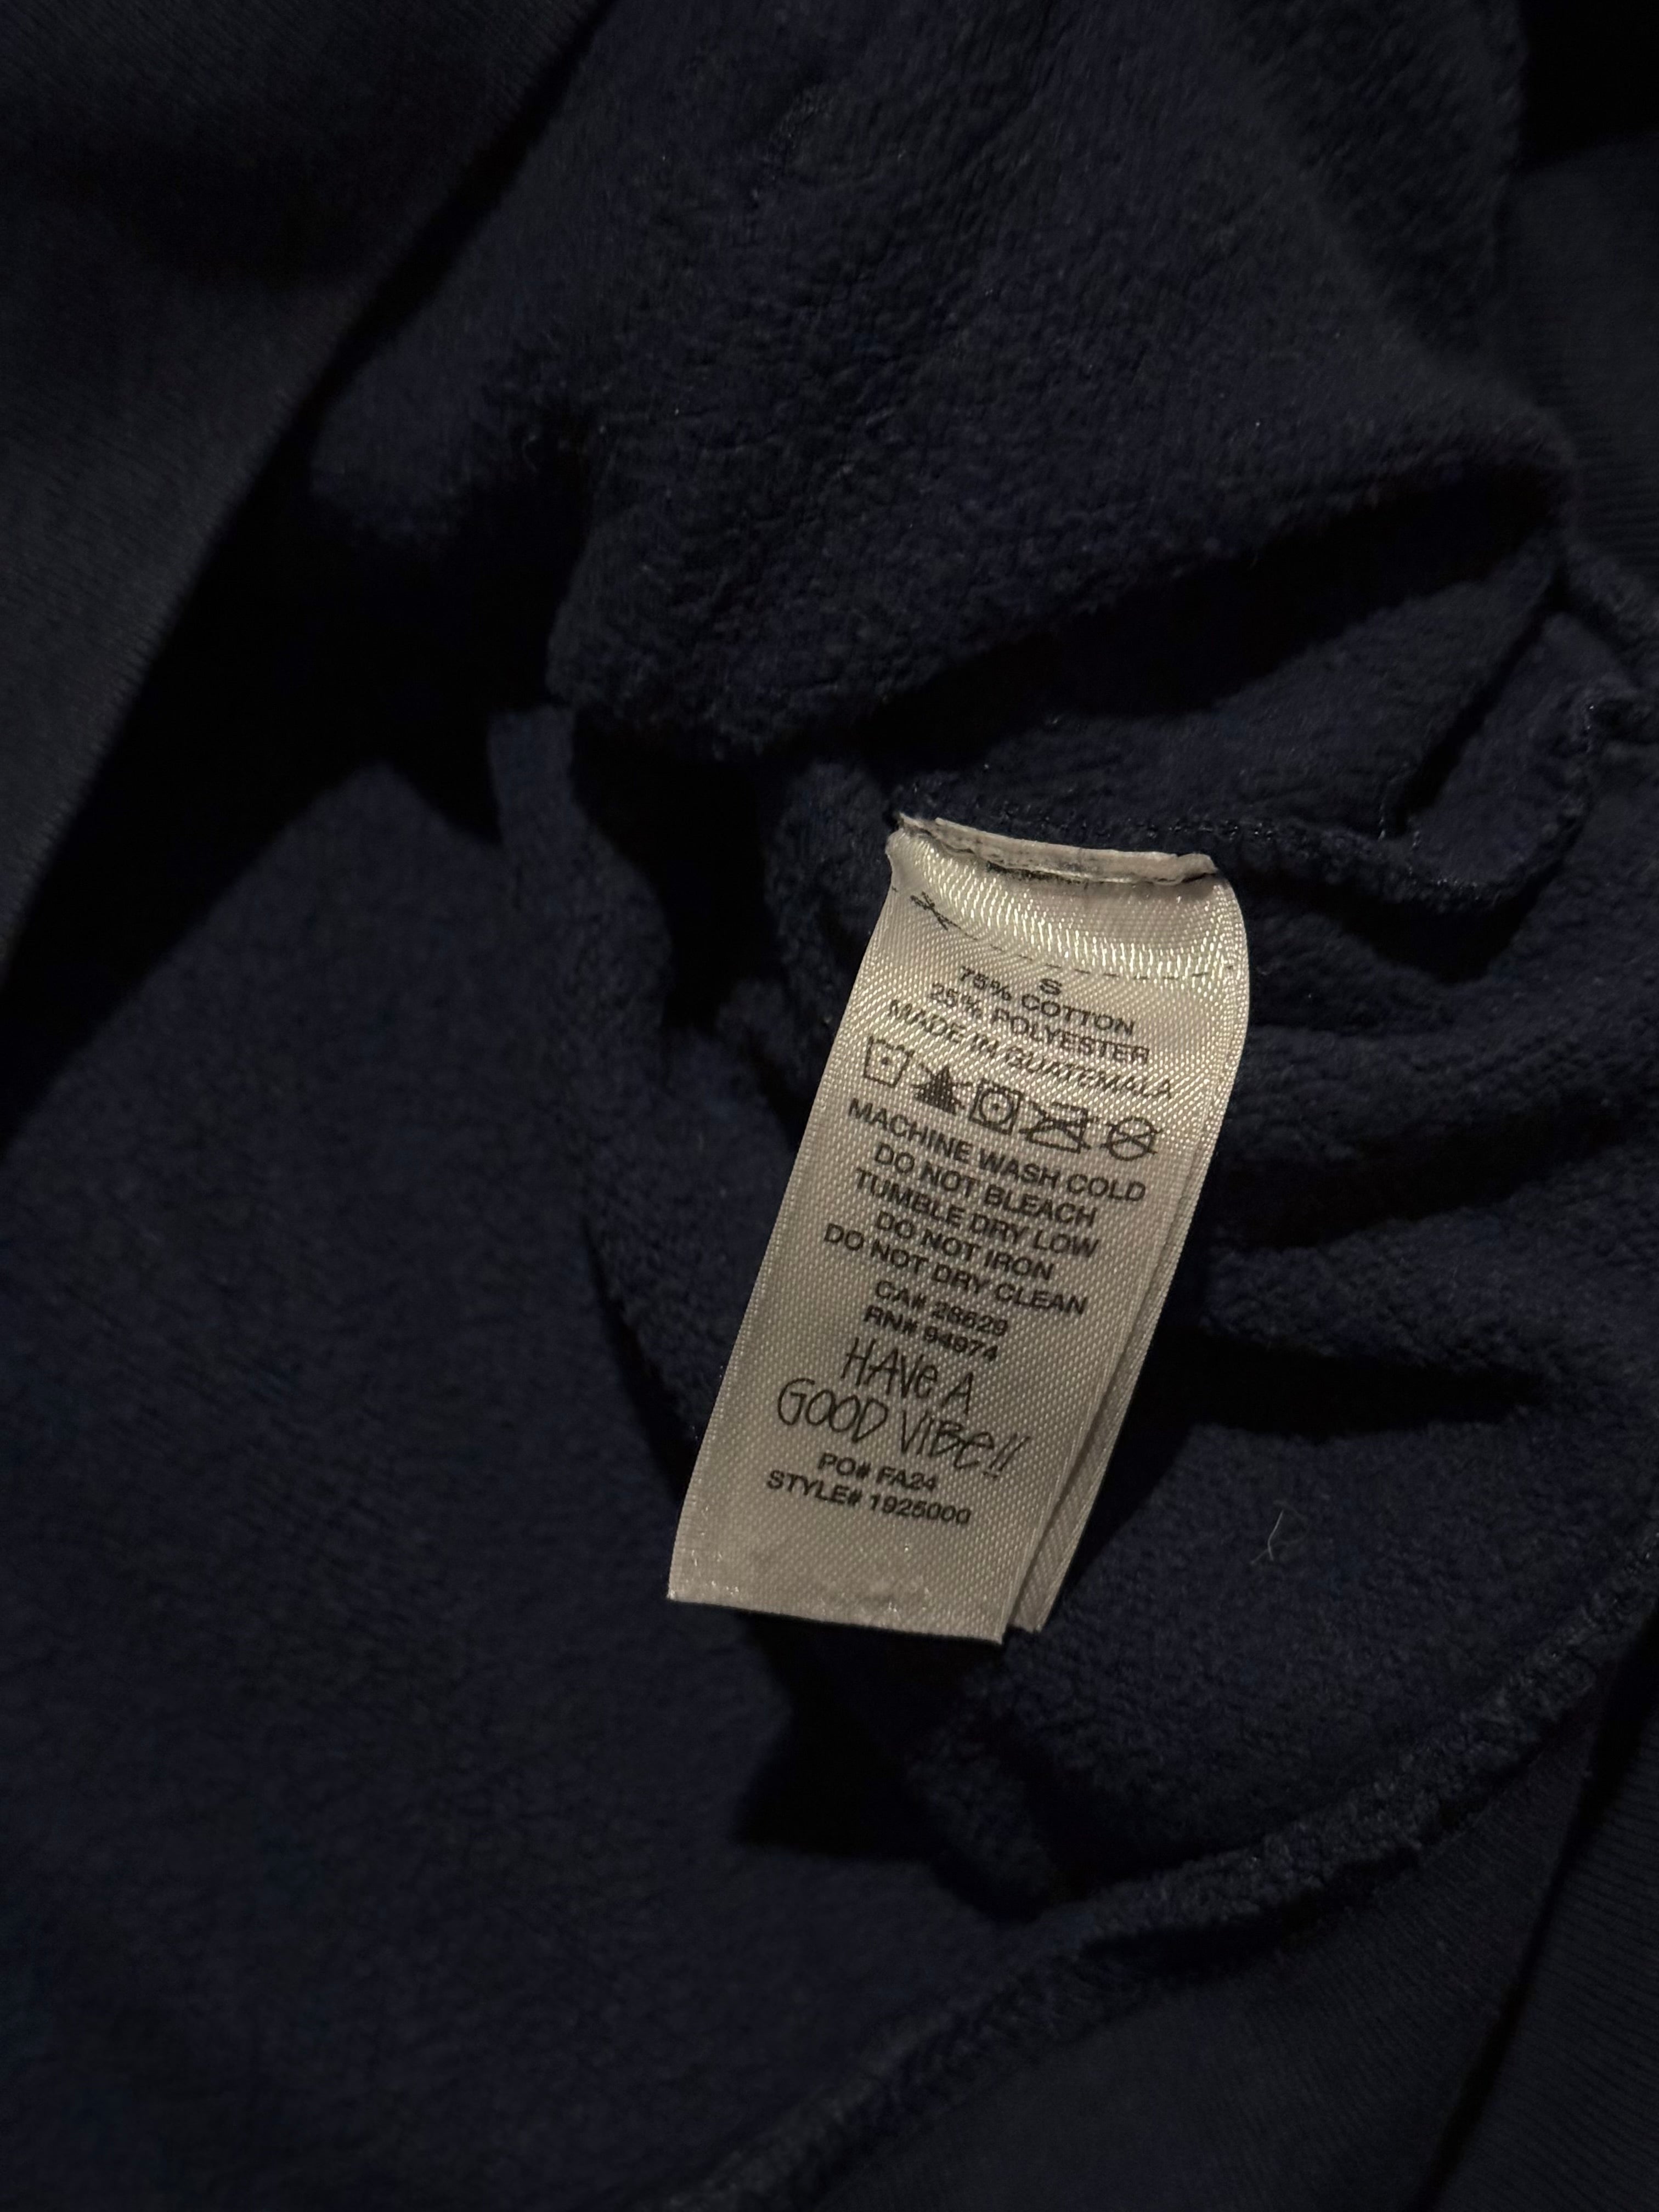 S
75% COTTON
25% POLYESTER
MADE IN GUATEMALA
MACHINE WASH COLD
DO NOT BLEACH
TUMBLE DRY LOW
DO NOT IRON
DO NOT DRY CLEAN
CA# 28629
RN# 94974
HAVe A
GOOD VIBe!!
PO# FA24
STYLE# 1925000